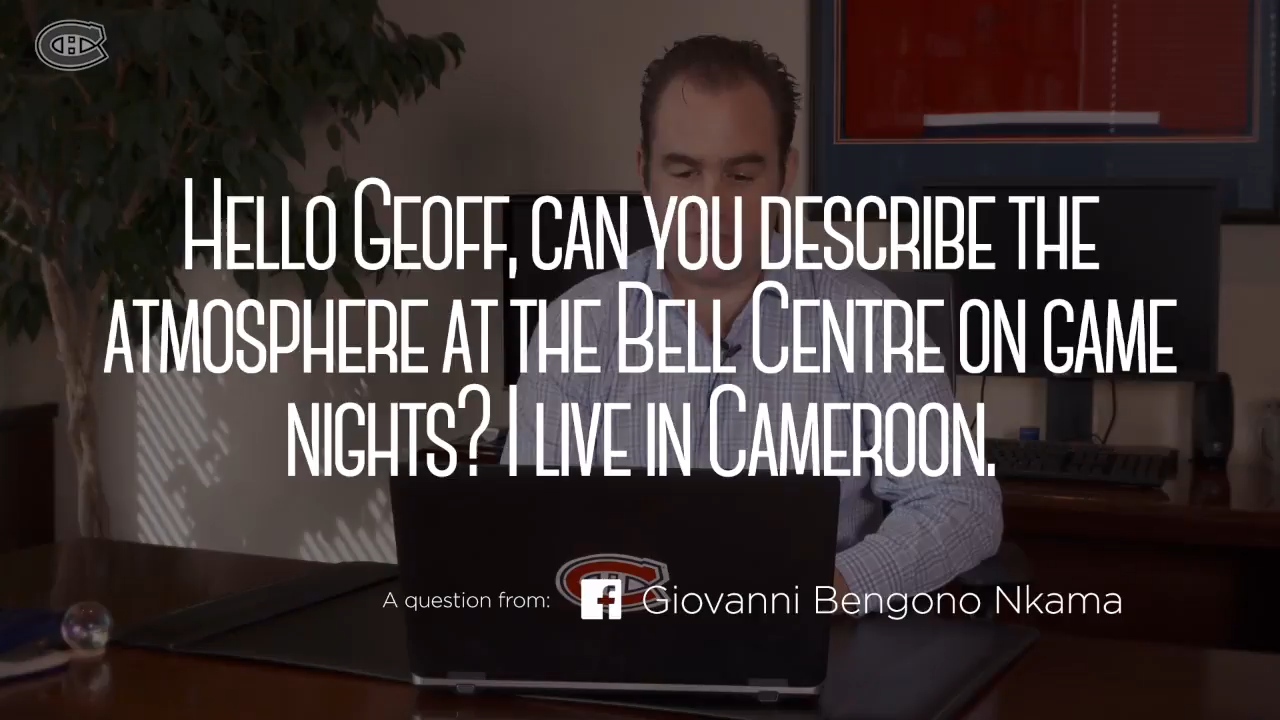 Hello Geoff, can you describe the
atmosphere at the Bell Centre on game
nights? I live in Cameroon.
A question from: Giovanni Bengono Nkama